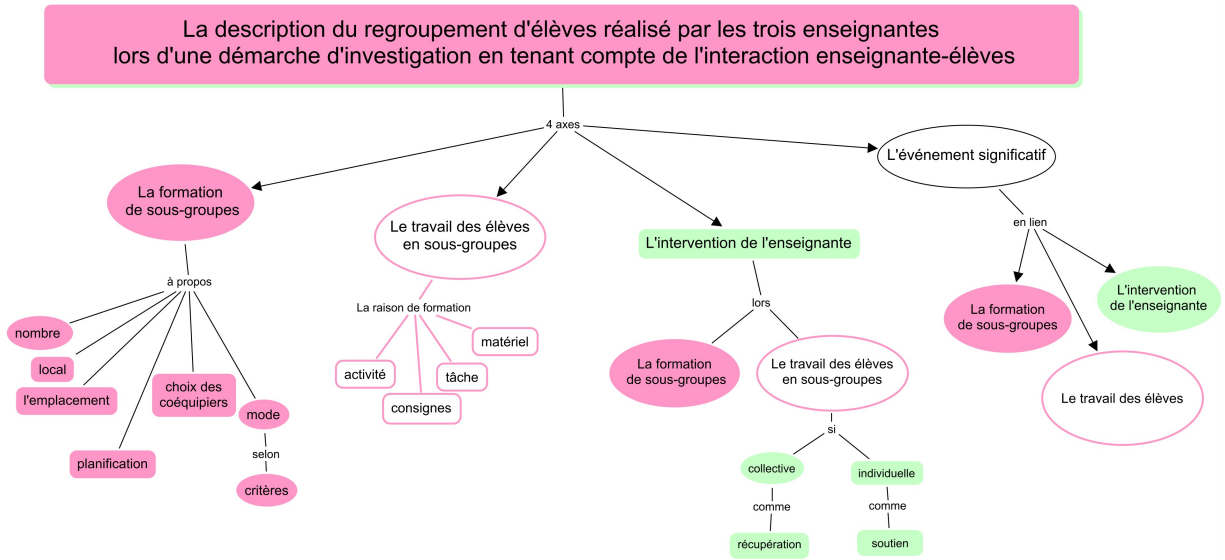 La description du regroupement d'élèves réalisé par les trois enseignantes
lors d'une démarche d'investigation en tenant compte de l'interaction enseignante-élèves
4 axes
La formation
de sous-groupes
à propos
nombre
local
l'emplacement
planification
choix des
coéquipiers
mode
selon
critères
Le travail des élèves
en sous-groupes
La raison de formation
activité
consignes
tâche
matériel
L'intervention de l'enseignante
lors
La formation
de sous-groupes
Le travail des élèves
en sous-groupes
si
collective
comme
récupération
individuelle
comme
soutien
L'événement significatif
en lien
La formation
de sous-groupes
Le travail des élèves
L'intervention
de l'enseignante